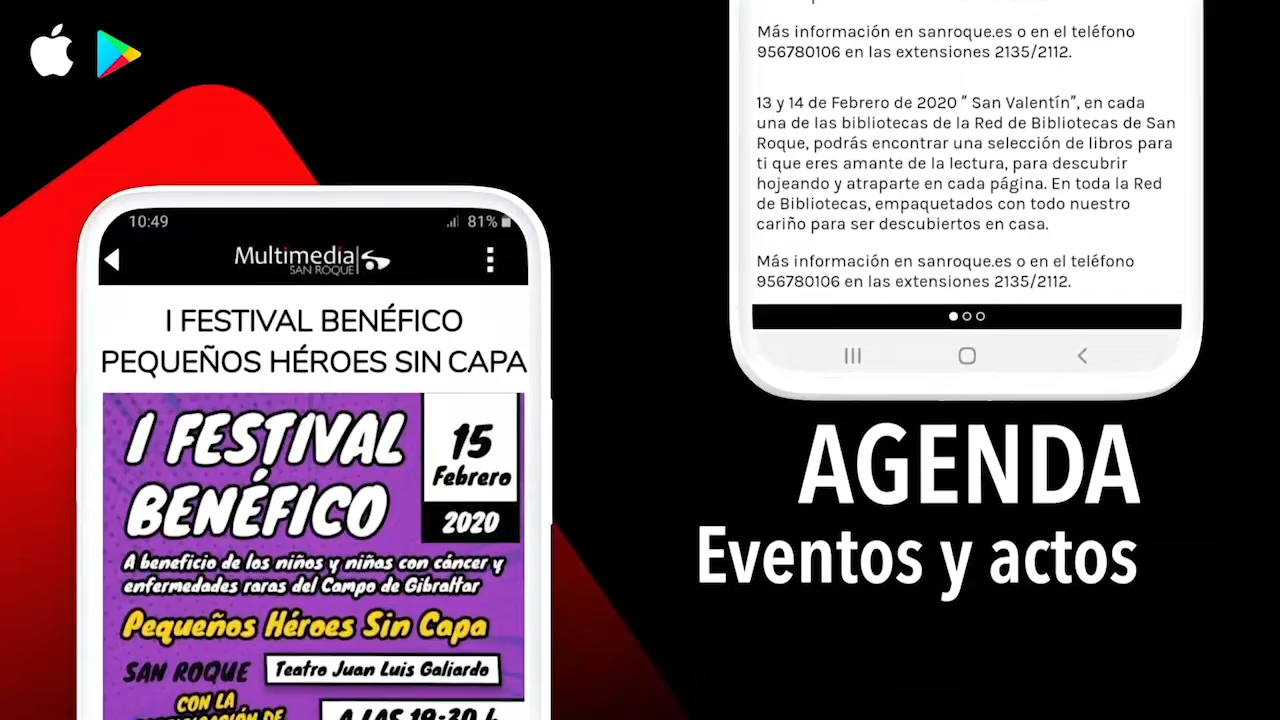 10:49
81%
Multimedia
SAN ROQUE
I FESTIVAL BENÉFICO
PEQUEÑOS HÉROES SIN CAPA
I FESTIVAL
BENÉFICO
15
Febrero
2020
A beneficio de los niños y niñas con cáncer y
enfermedades raras del Campo de Gibraltar
Pequeños Héroes Sin Capa
SAN ROQUE
Teatro Juan Luis Galiardo
CON LA
A LAS 19:30
Más información en sanroque.es o en el teléfono
956780106 en las extensiones 2135/2112.
13 y 14 de Febrero de 2020 " San Valentín", en cada
una de las bibliotecas de la Red de Bibliotecas de San
Roque, podrás encontrar una selección de libros para
ti que eres amante de la lectura, para descubrir
hojeando y atraparte en cada página. En toda la Red
de Bibliotecas, empaquetados con todo nuestro
cariño para ser descubiertos en casa.
Más información en sanroque.es o en el teléfono
956780106 en las extensiones 2135/2112.
AGENDA
Eventos y actos